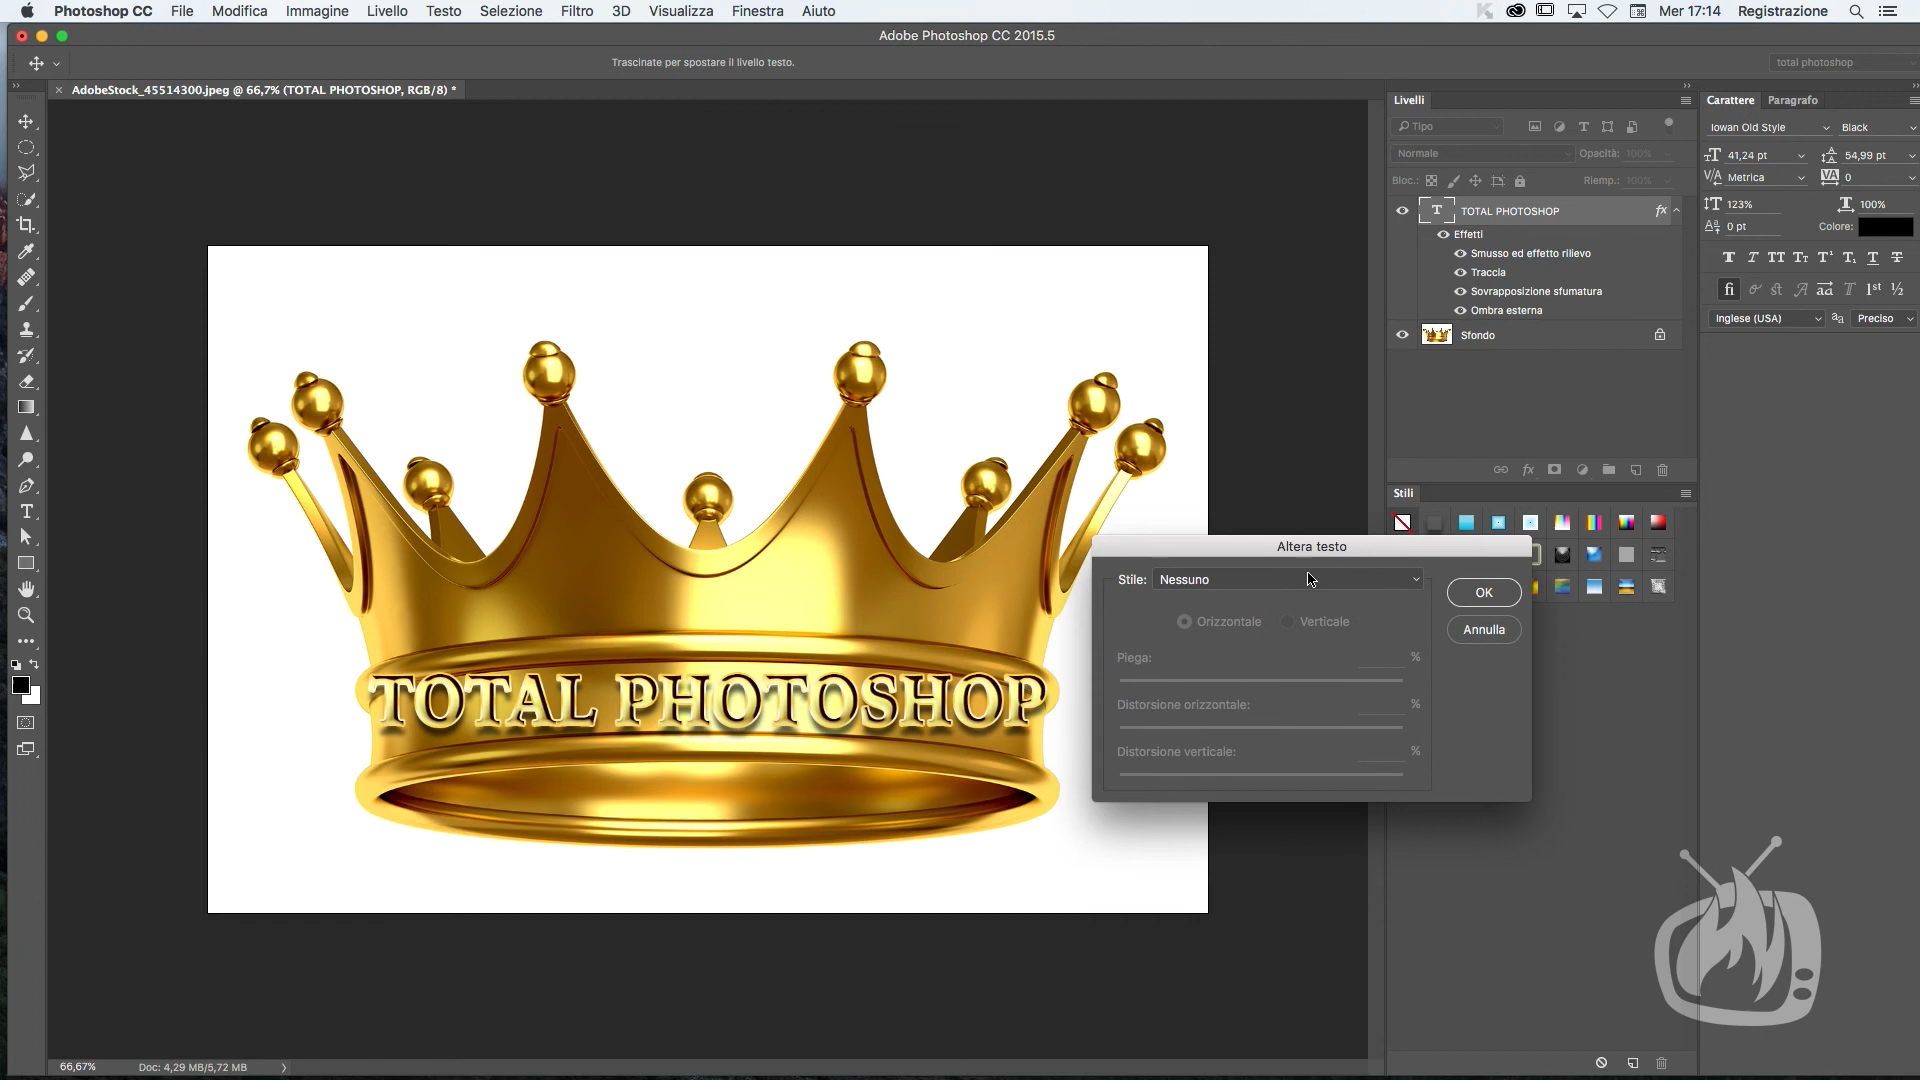 Photoshop CC File Modifica Immagine Livello Testo Selezione Filtro 3D Visualizza Finestra Aiuto Mer 17:14 Registrazione
Adobe Photoshop CC 2015.5
Trascinate per spostare il livello testo. total photoshop
AdobeStock_45514300.jpeg @ 66,7% (TOTAL PHOTOSHOP, RGB/8) *
Livelli
Tipo
Normale Opacità: 100%
Bloc.: Riemp.: 100%
TOTAL PHOTOSHOP fx
Effetti
Smusso ed effetto rilievo
Traccia
Sovrapposizione sfumatura
Ombra esterna
Sfondo
fx
Stili
Carattere Paragrafo
Iowan Old Style Black
41,24 pt 54,99 pt
Metrica 0
123% 100%
0 pt Colore:
Inglese (USA) Preciso
TOTAL PHOTOSHOP
Altera testo
Stile: Nessuno
OK
Orizzontale Verticale
Annulla
Piega: %
Distorsione orizzontale: %
Distorsione verticale: %
66,67% Doc: 4,29 MB/5,72 MB